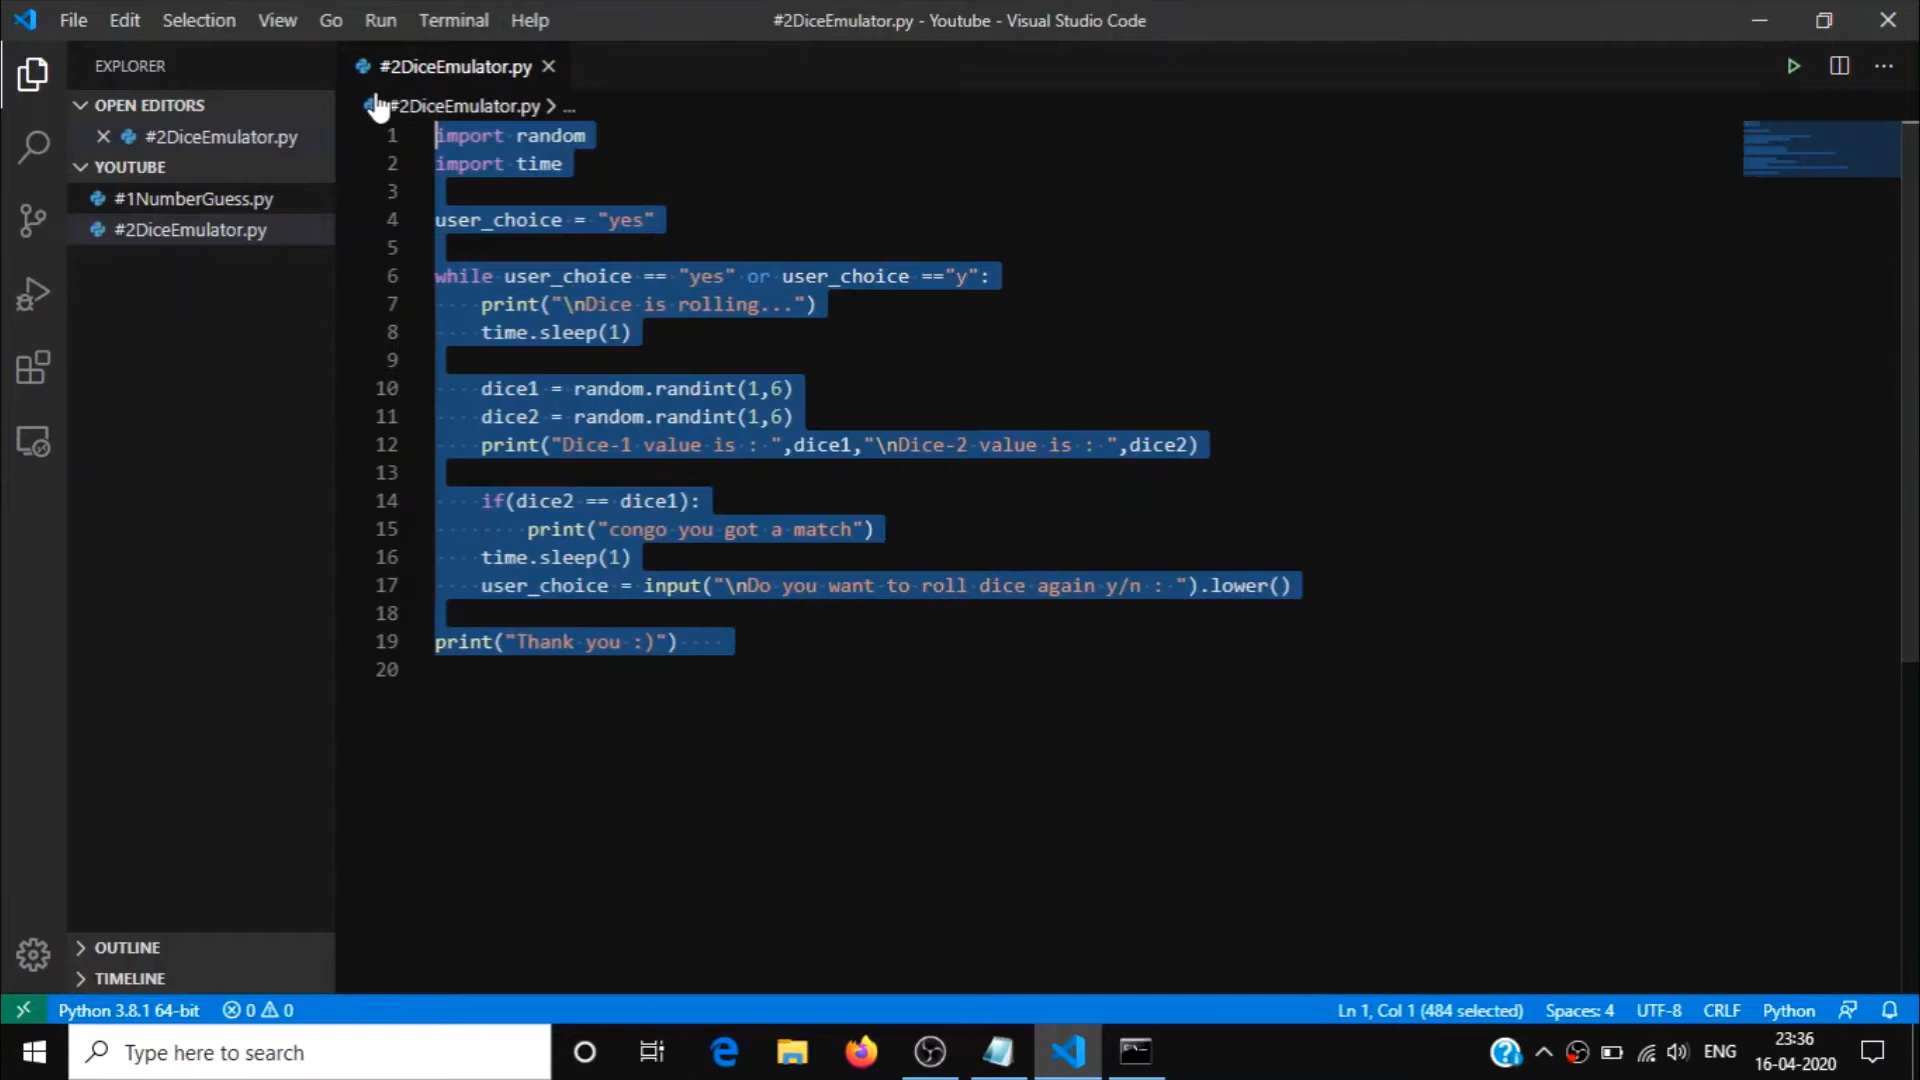 File Edit Selection View Go Run Terminal Help #2DiceEmulator.py - Youtube - Visual Studio Code
EXPLORER
OPEN EDITORS
#2DiceEmulator.py
YOUTUBE
#1NumberGuess.py
#2DiceEmulator.py
OUTLINE
TIMELINE
#2DiceEmulator.py
#2DiceEmulator.py > ...
1 import random
2 import time
3
4 user_choice = "yes"
5
6 while user_choice == "yes" or user_choice =="y":
7 print("\nDice is rolling...")
8 time.sleep(1)
9
10 dice1 = random.randint(1,6)
11 dice2 = random.randint(1,6)
12 print("Dice-1 value is : ",dice1,"\nDice-2 value is : ",dice2)
13
14 if(dice2 == dice1):
15 print("congo you got a match")
16 time.sleep(1)
17 user_choice = input("\nDo you want to roll dice again y/n : ").lower()
18
19 print("Thank you :)")
20
Python 3.8.1 64-bit 0 0 Ln 1, Col 1 (484 selected) Spaces: 4 UTF-8 CRLF Python
Type here to search
ENG
23:36
16-04-2020